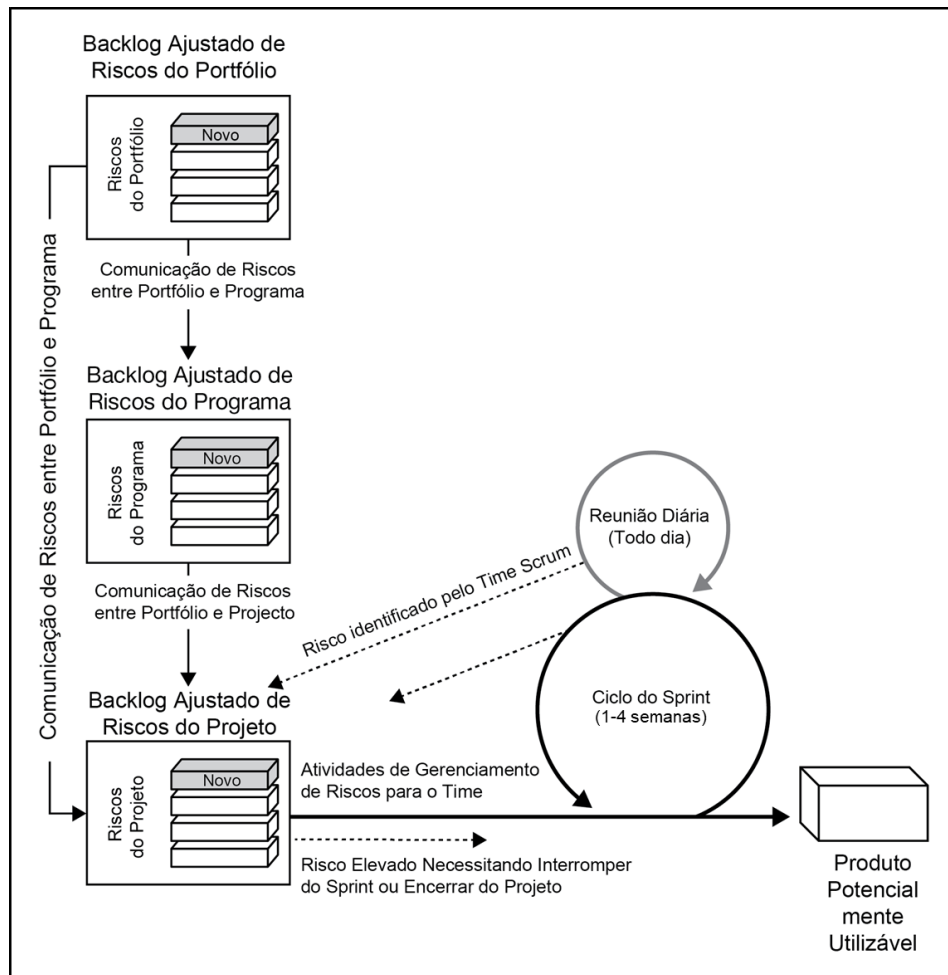 Backlog Ajustado de
Riscos do Portfólio
Riscos
do Portfólio
Novo
Comunicação de Riscos
entre Portfólio e Programa
Comunicação de Riscos entre Portfólio e Programa
Backlog Ajustado de
Riscos do Programa
Riscos
do Programa
Novo
Comunicação de Riscos
entre Portfólio e Projecto
Reunião Diária
(Todo dia)
Risco identificado pelo Time Scrum
Ciclo do Sprint
(1-4 semanas)
Backlog Ajustado de
Riscos do Projeto
Riscos
do Projeto
Novo
Atividades de Gerenciamento
de Riscos para o Time
Risco Elevado Necessitando Interromper
do Sprint ou Encerrar do Projeto
Produto
Potencial
mente
Utilizável